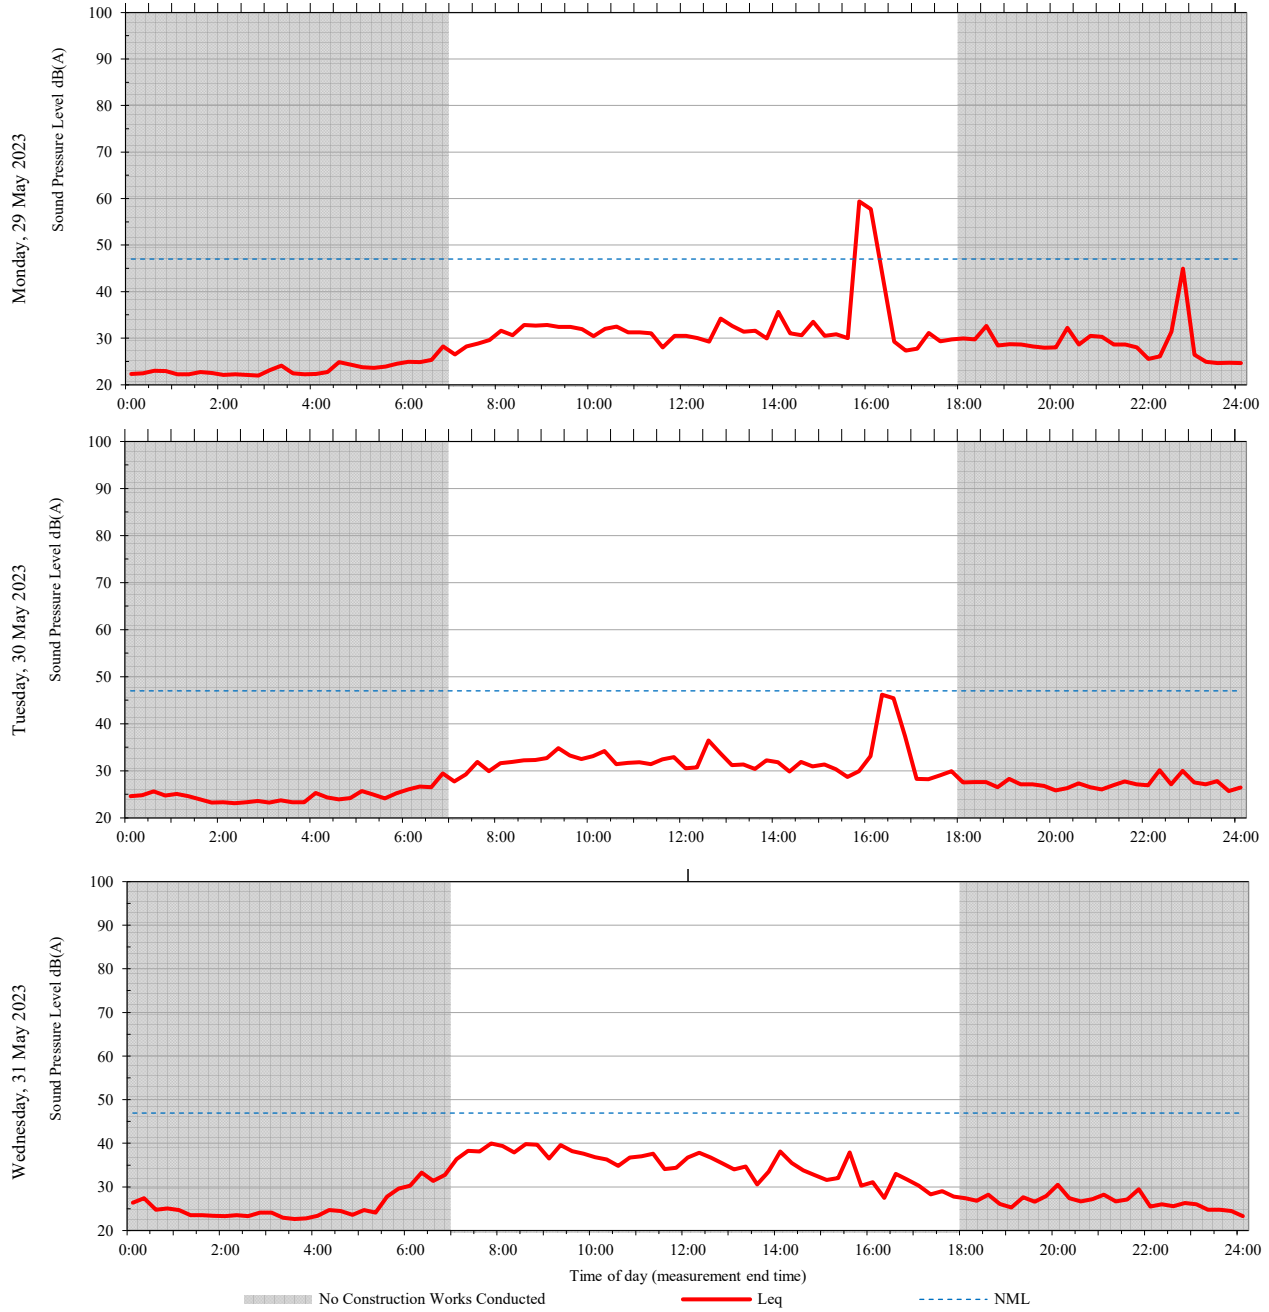 Monday, 29 May 2023
Sound Pressure Level dB(A)
100
90
80
70
60
50
40
30
20
0:00 2:00 4:00 6:00 8:00 10:00 12:00 14:00 16:00 18:00 20:00 22:00 24:00
Tuesday, 30 May 2023
Sound Pressure Level dB(A)
100
90
80
70
60
50
40
30
20
0:00 2:00 4:00 6:00 8:00 10:00 12:00 14:00 16:00 18:00 20:00 22:00 24:00
Wednesday, 31 May 2023
Sound Pressure Level dB(A)
100
90
80
70
60
50
40
30
20
0:00 2:00 4:00 6:00 8:00 10:00 12:00 14:00 16:00 18:00 20:00 22:00 24:00
Time of day (measurement end time)
No Construction Works Conducted Leq NML